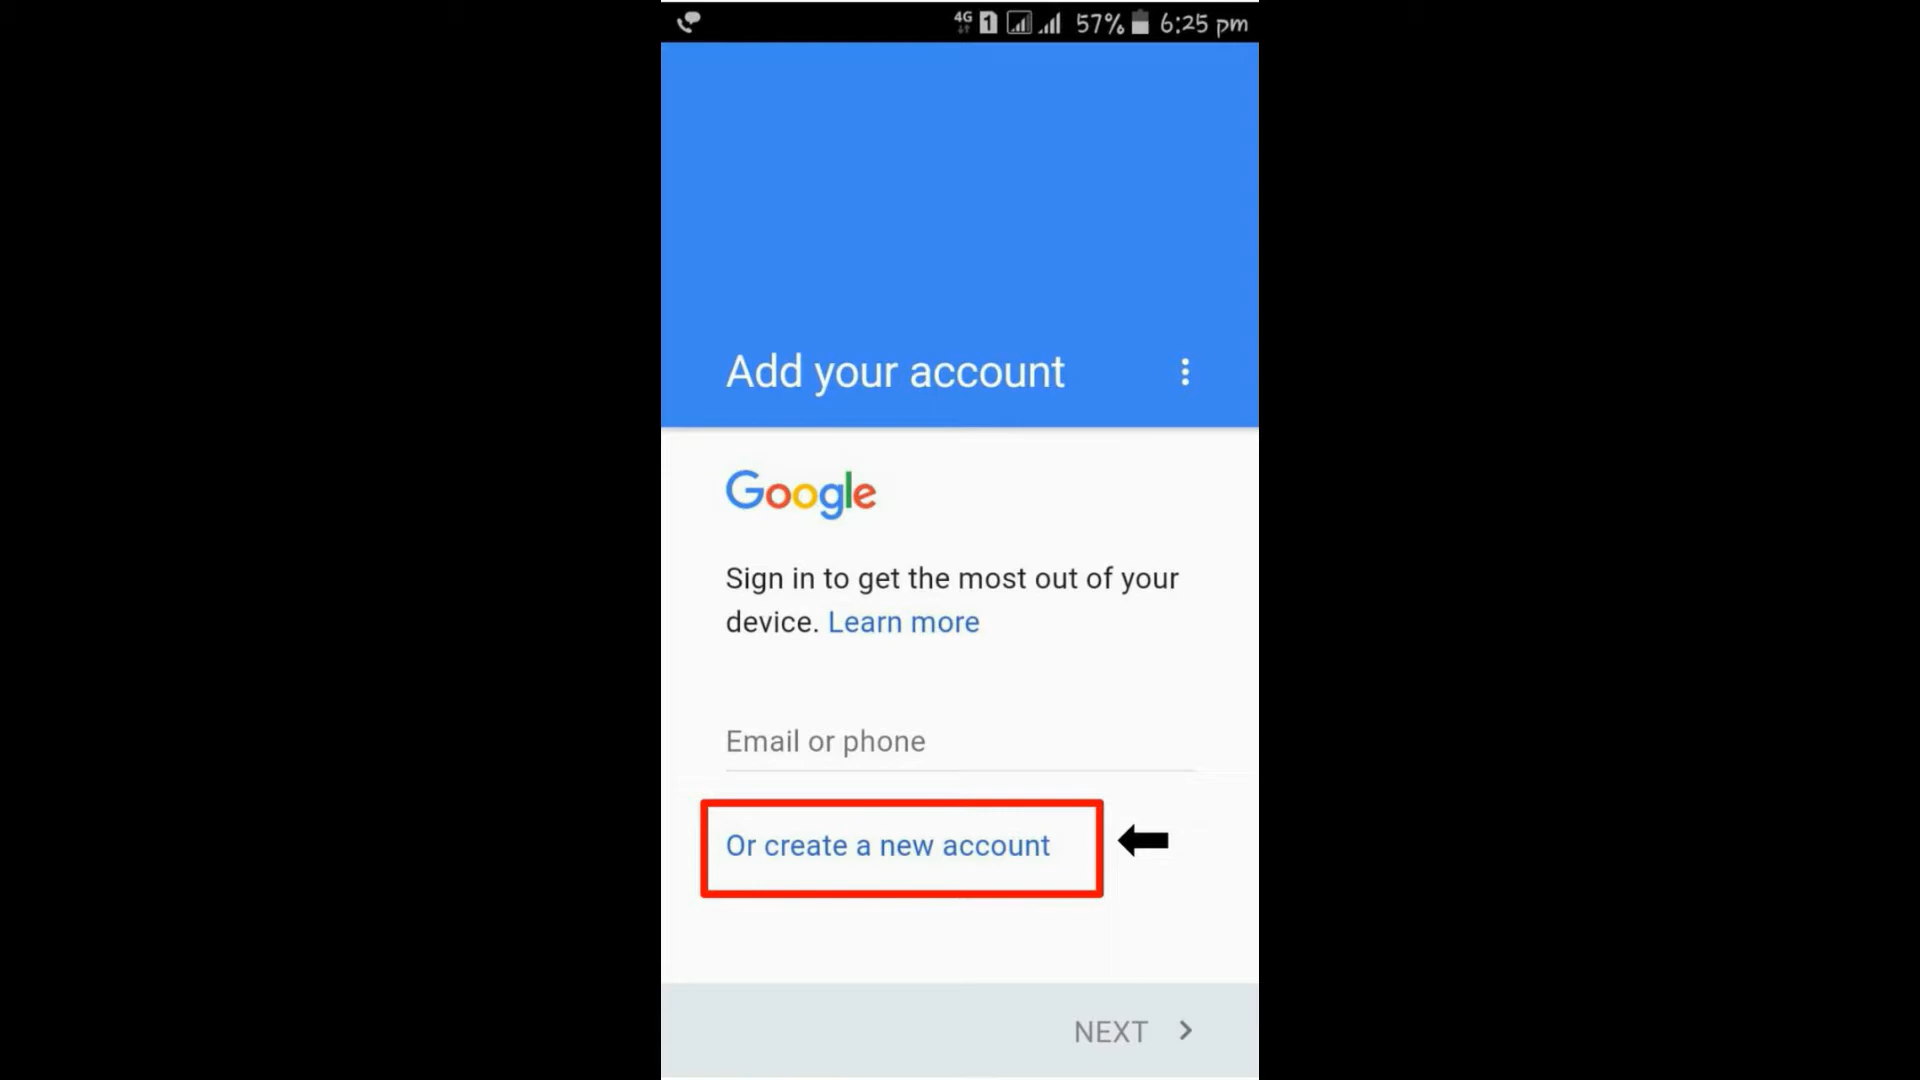 4G 1 57% 6:25 pm
Add your account
Google
Sign in to get the most out of your
device. Learn more
Email or phone
Or create a new account
NEXT